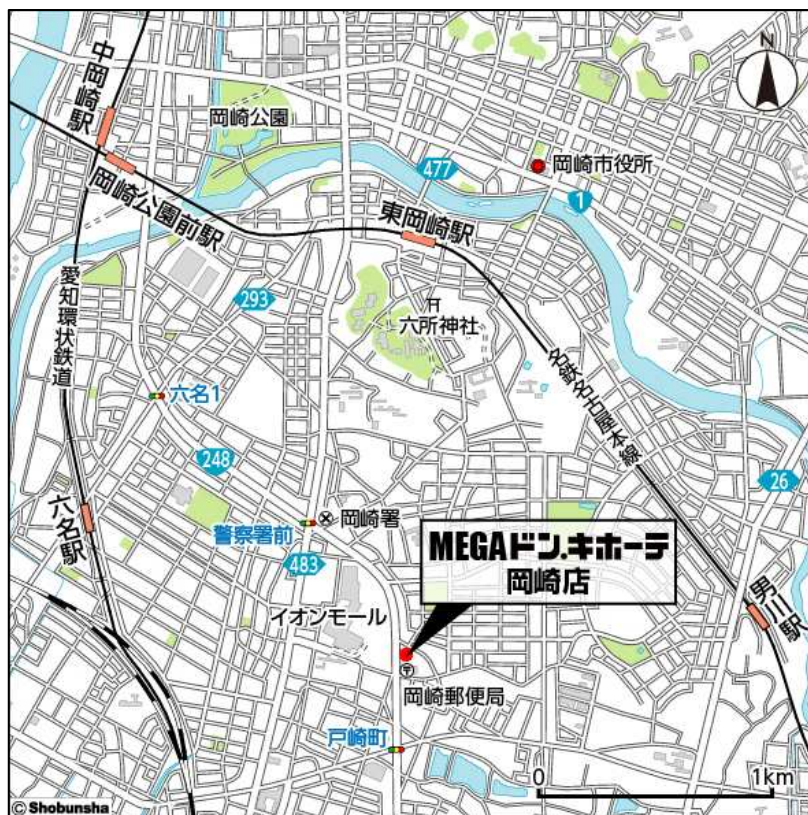 N
中岡崎駅
岡崎公園
岡崎公園前駅
477
岡崎市役所
1
東岡崎駅
293
六所神社
愛知環状鉄道
名鉄名古屋本線
六名1
248
26
六名駅
岡崎署
警察署前
483
MEGAドン.キホーテ
岡崎店
イオンモール
男川駅
〒
岡崎郵便局
戸崎町
0 1km
© Shobunsha